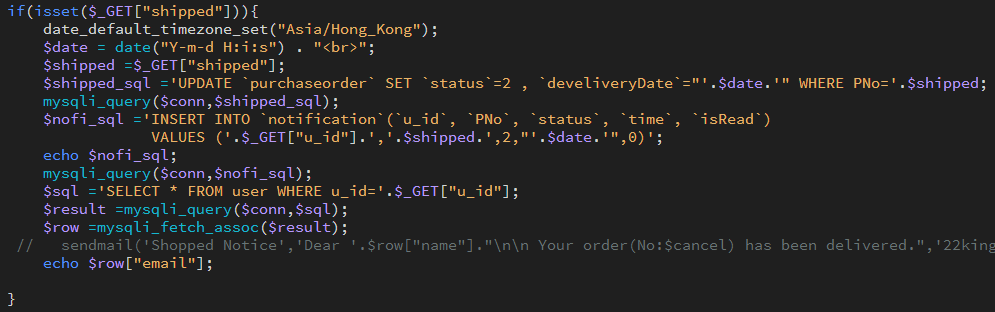 if(isset($_GET["shipped"])){
date_default_timezone_set("Asia/Hong_Kong");
$date = date("Y-m-d H:i:s") . "<br>";
$shipped =$_GET["shipped"];
$shipped_sql ='UPDATE `purchaseorder` SET `status`=2 , `develiveryDate`="'.$date.'" WHERE PNo='.$shipped;
mysqli_query($conn,$shipped_sql);
$nofi_sql ='INSERT INTO `notification`(`u_id`, `PNo`, `status`, `time`, `isRead`)
VALUES ('.$_GET["u_id"].','.$shipped.',2,"'.$date.'",0)';
echo $nofi_sql;
mysqli_query($conn,$nofi_sql);
$sql ='SELECT * FROM user WHERE u_id='.$_GET["u_id"];
$result =mysqli_query($conn,$sql);
$row =mysqli_fetch_assoc($result);
// sendmail('Shopped Notice','Dear '.$row["name"]."\n\n Your order(No:$cancel) has been delivered.",'22king
echo $row["email"];
}